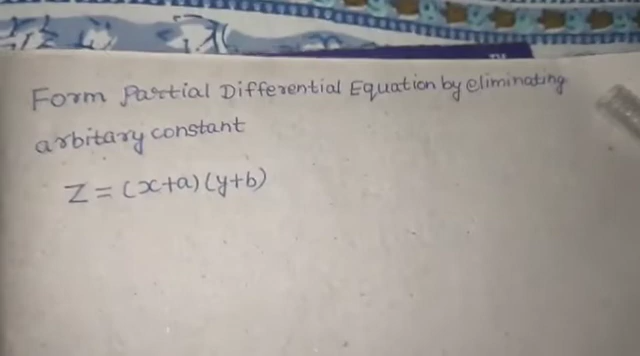 Form Partial Differential Equation by eliminating
arbitary constant
Z = (x+a) (y+b)